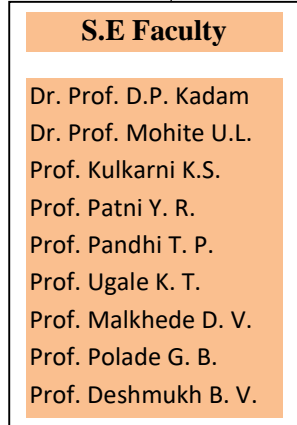 S.E Faculty
Dr. Prof. D.P. Kadam
Dr. Prof. Mohite U.L.
Prof. Kulkarni K.S.
Prof. Patni Y. R.
Prof. Pandhi T. P.
Prof. Ugale K. T.
Prof. Malkhede D. V.
Prof. Polade G. B.
Prof. Deshmukh B. V.